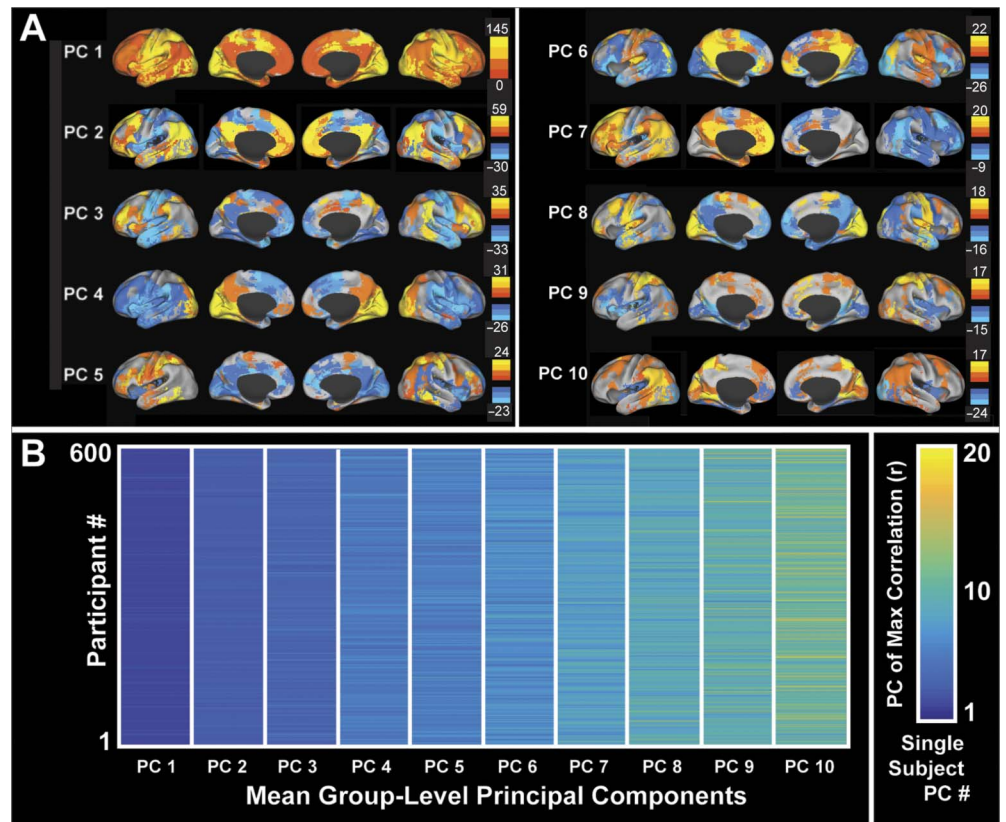 A
PC 1
145
0
PC 2
59
−30
PC 3
35
−33
PC 4
31
−26
PC 5
24
−23
PC 6
22
−26
PC 7
20
−9
PC 8
18
−16
PC 9
17
−15
PC 10
17
−24
B
600
Participant #
1
PC 1 PC 2 PC 3 PC 4 PC 5 PC 6 PC 7 PC 8 PC 9 PC 10
Mean Group-Level Principal Components
PC of Max Correlation (r)
20
10
1
Single
Subject
PC #